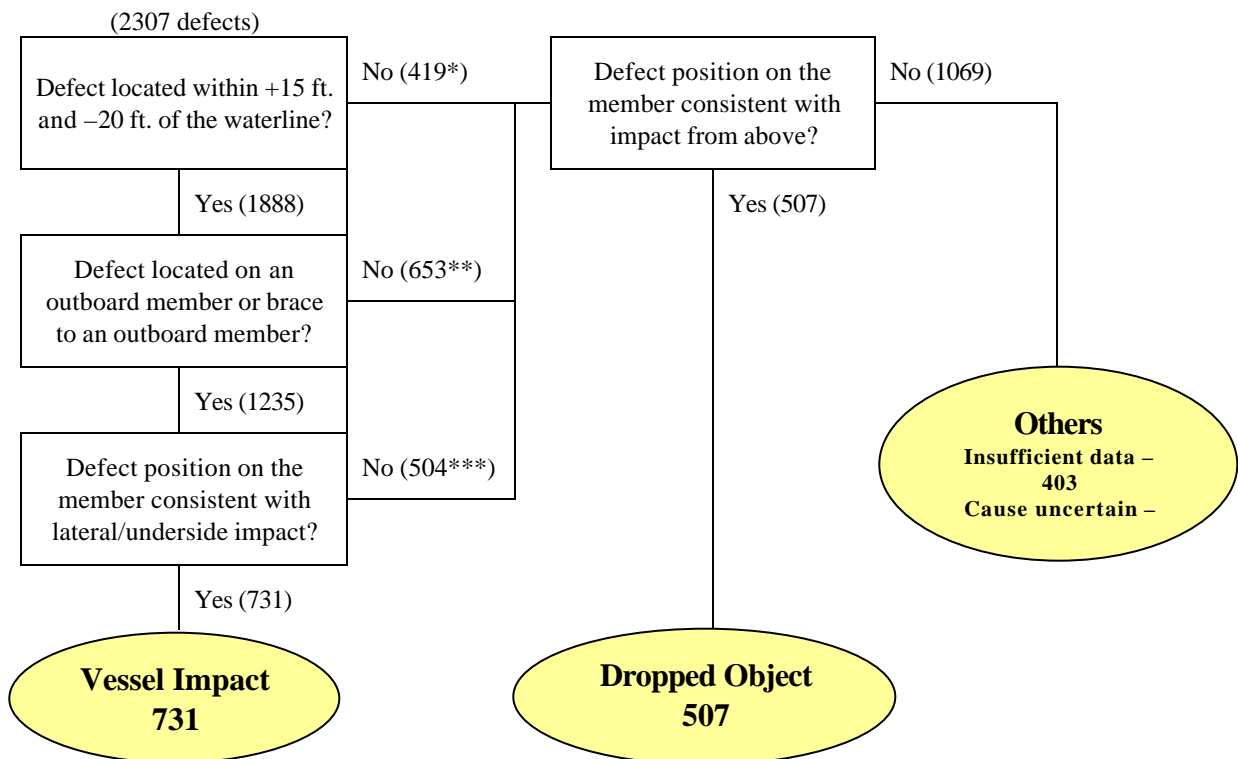 (2307 defects)
Defect located within +15 ft.
and –20 ft. of the waterline?
No (419*)
Defect position on the
member consistent with
impact from above?
No (1069)
Yes (1888)
Yes (507)
Defect located on an
outboard member or brace
to an outboard member?
No (653**)
Yes (1235)
Defect position on the
member consistent with
lateral/underside impact?
No (504***)
Others
Insufficient data –
403
Cause uncertain –
Yes (731)
Vessel Impact
731
Dropped Object
507